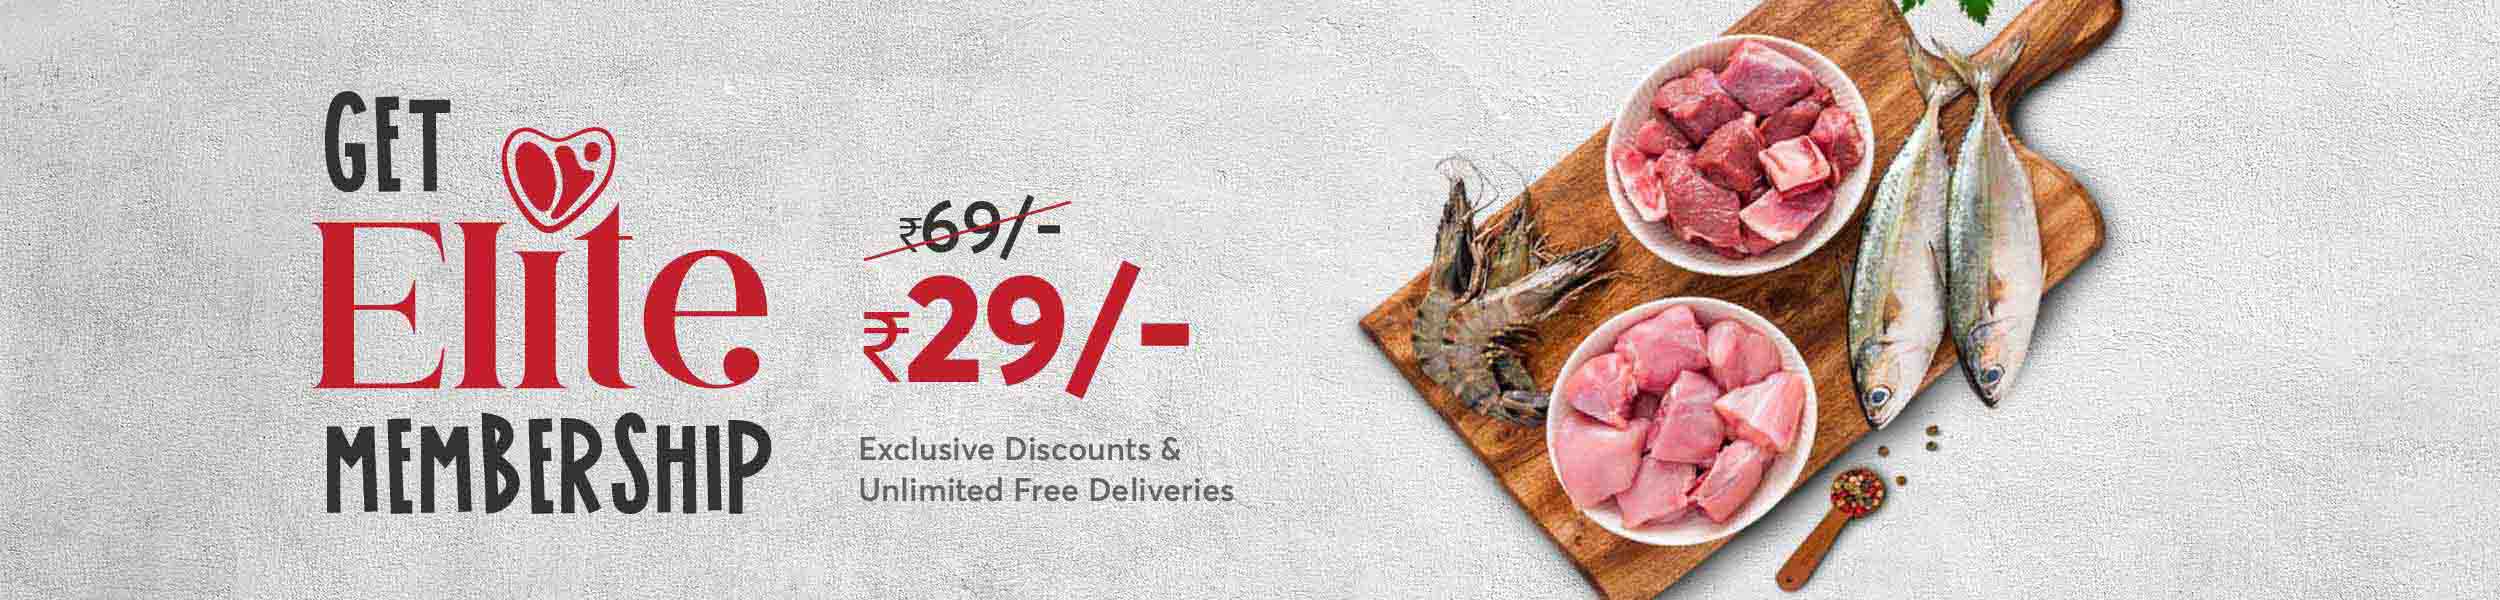 GET
Elite
MEMBERSHIP
₹69/-
₹29/-
Exclusive Discounts &
Unlimited Free Deliveries